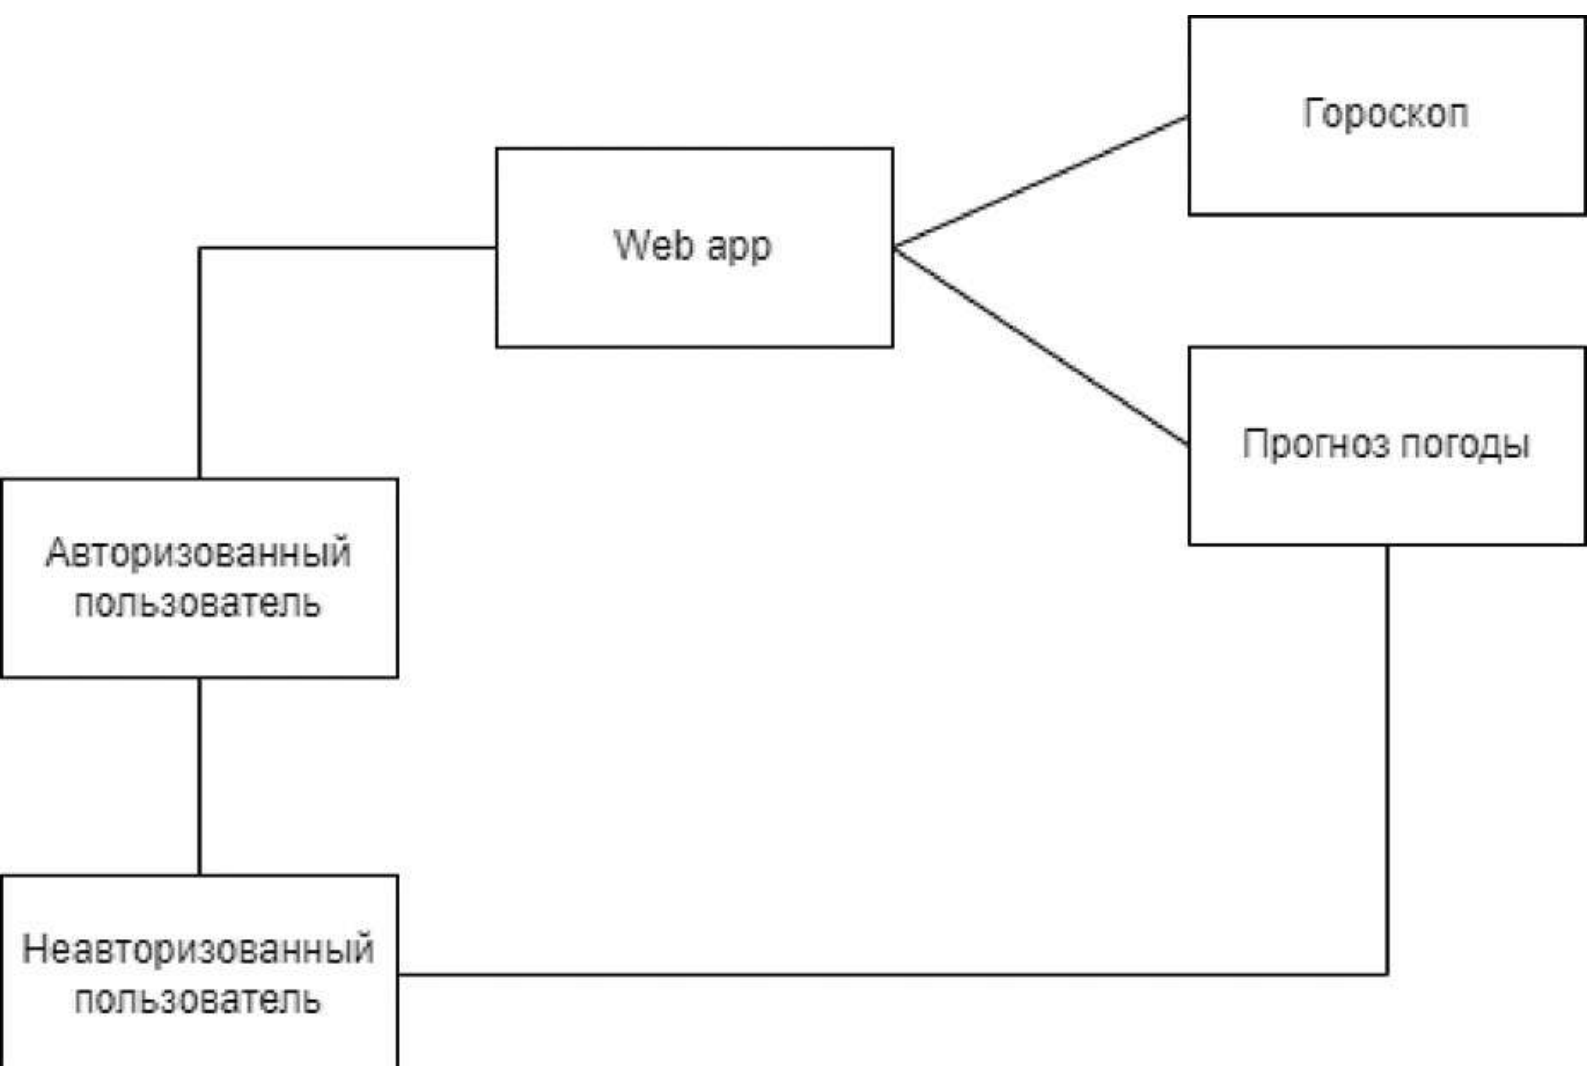 Гороскоп
Web app
Прогноз погоды
Авторизованный
пользователь
Неавторизованный
пользователь